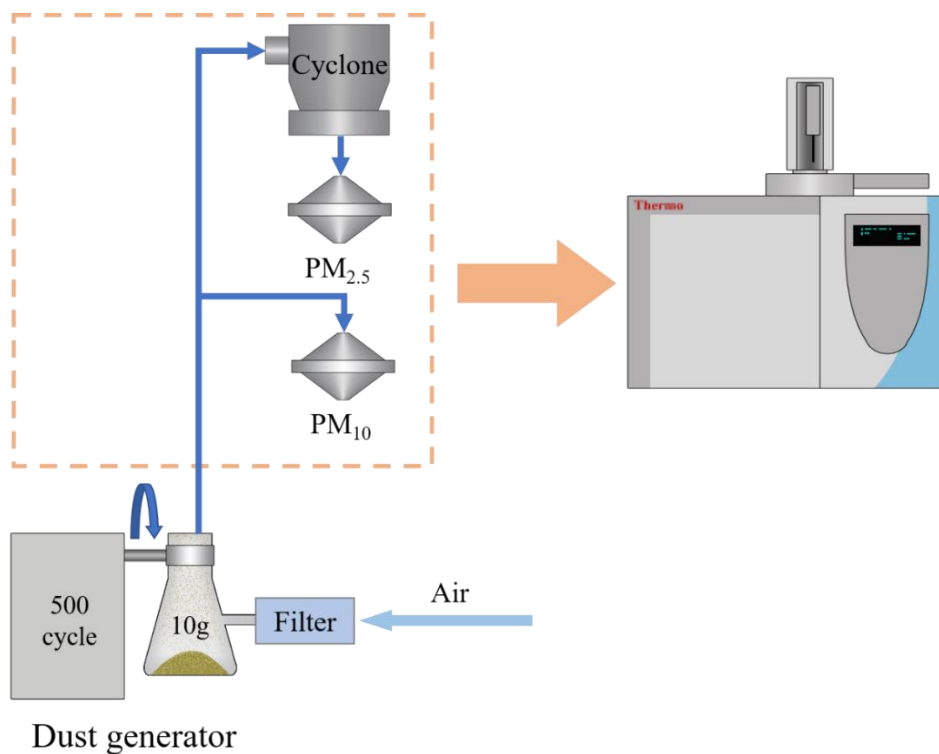 Cyclone
PM2.5
Thermo
PM10
500
cycle
10g
Filter
Air
Dust generator